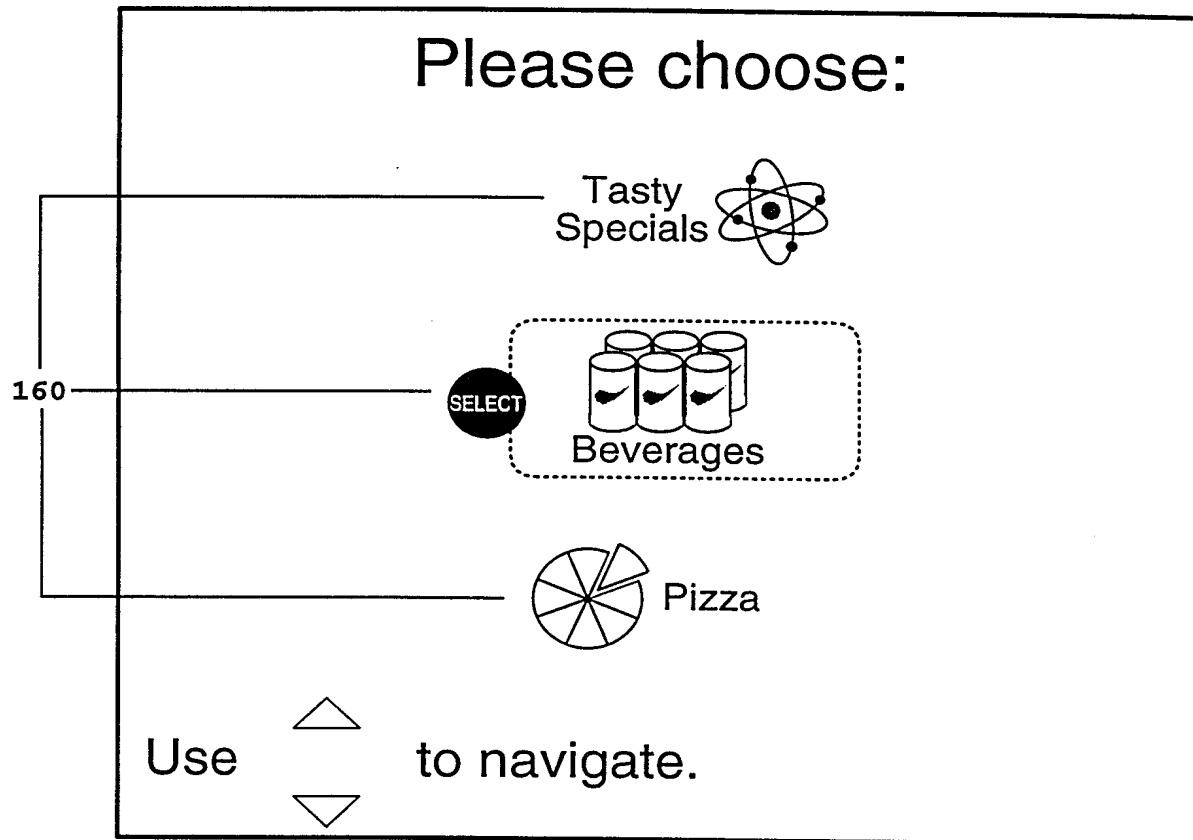 Please choose:
Tasty
Specials
160
SELECT
Beverages
Pizza
Use
to navigate.